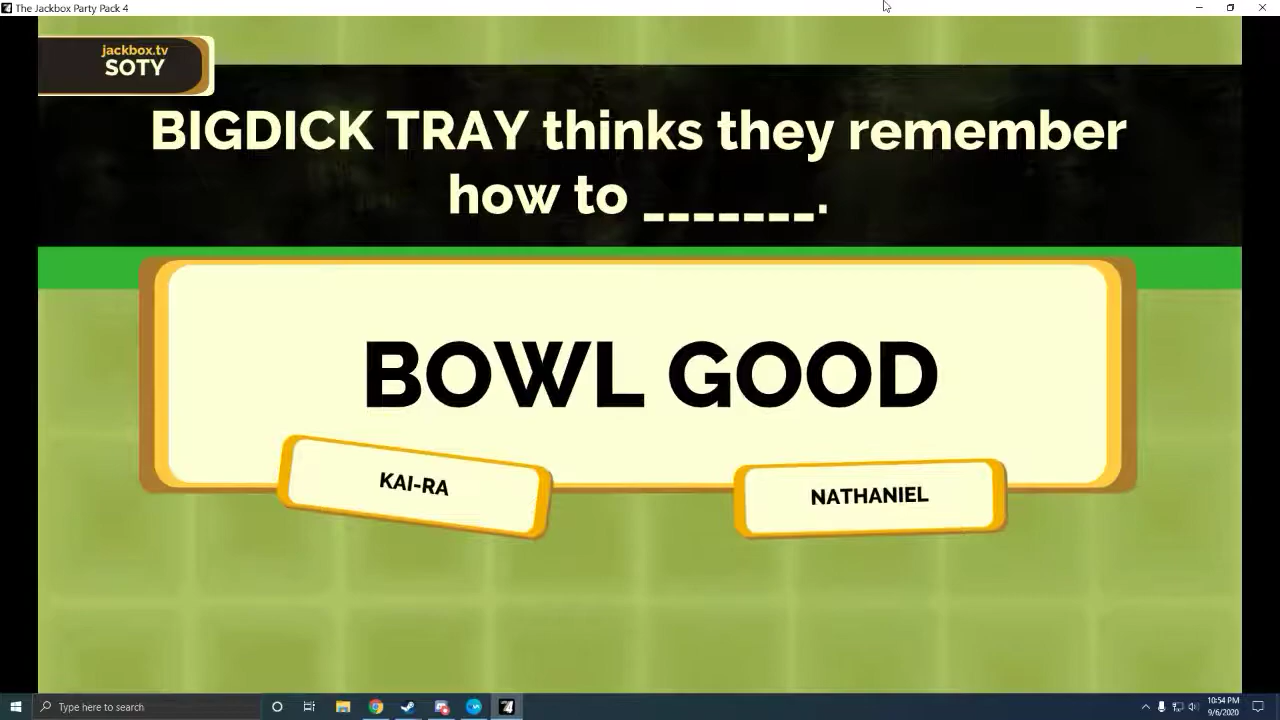 The Jackbox Party Pack 4
jackbox.tv
SOTY
BIGDICK TRAY thinks they remember
how to _______.
BOWL GOOD
KAI-RA
NATHANIEL
Type here to search
10:54 PM
9/6/2020